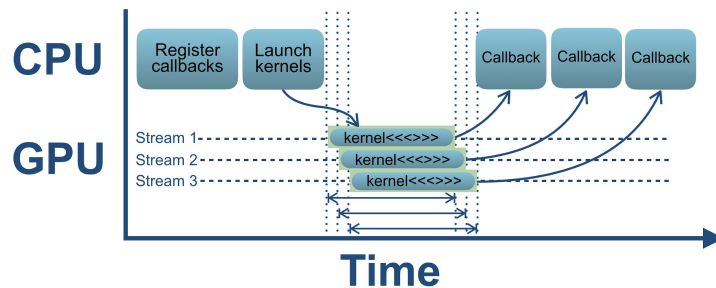 CPU
Register
callbacks
Launch
kernels
Callback
Callback
Callback
GPU
Stream 1
kernel<<<>>>
Stream 2
kernel<<<>>>
Stream 3
kernel<<<>>>
Time